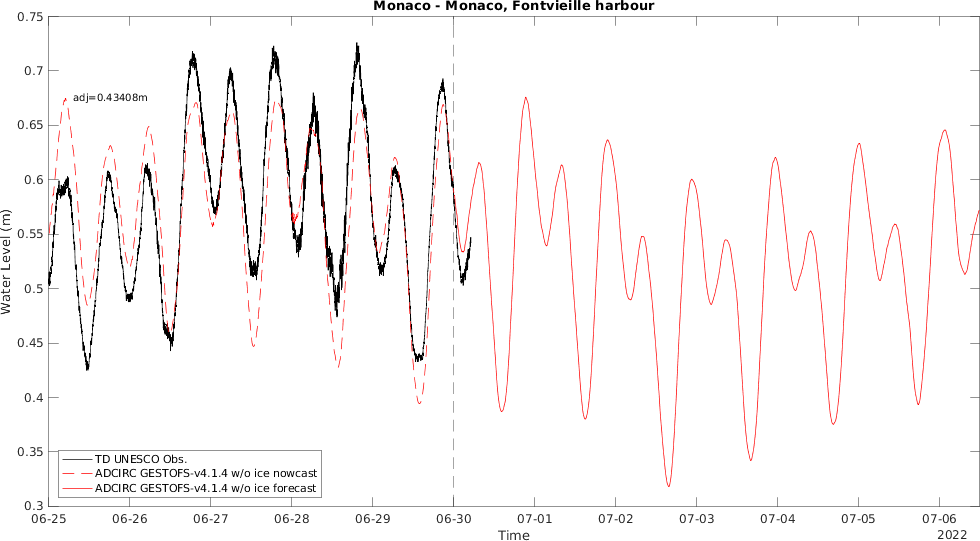 Monaco - Monaco, Fontvieille harbour
0.75
0.7
0.65
0.6
0.55
0.5
0.45
0.4
0.35
0.3
Water Level (m)
adj=0.43408m
TD UNESCO Obs.
ADCIRC GESTOFS-v4.1.4 w/o ice nowcast
ADCIRC GESTOFS-v4.1.4 w/o ice forecast
06-25 06-26 06-27 06-28 06-29 06-30 07-01 07-02 07-03 07-04 07-05 07-06
Time
2022